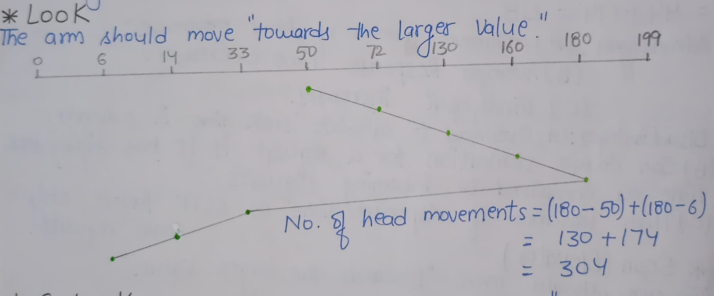 * LOOK
The arm should move "towards the larger value."
0 6 14 33 50 72 130 160 180 199
No. of head movements = (180-50)+(180-6)
= 130 + 174
= 304